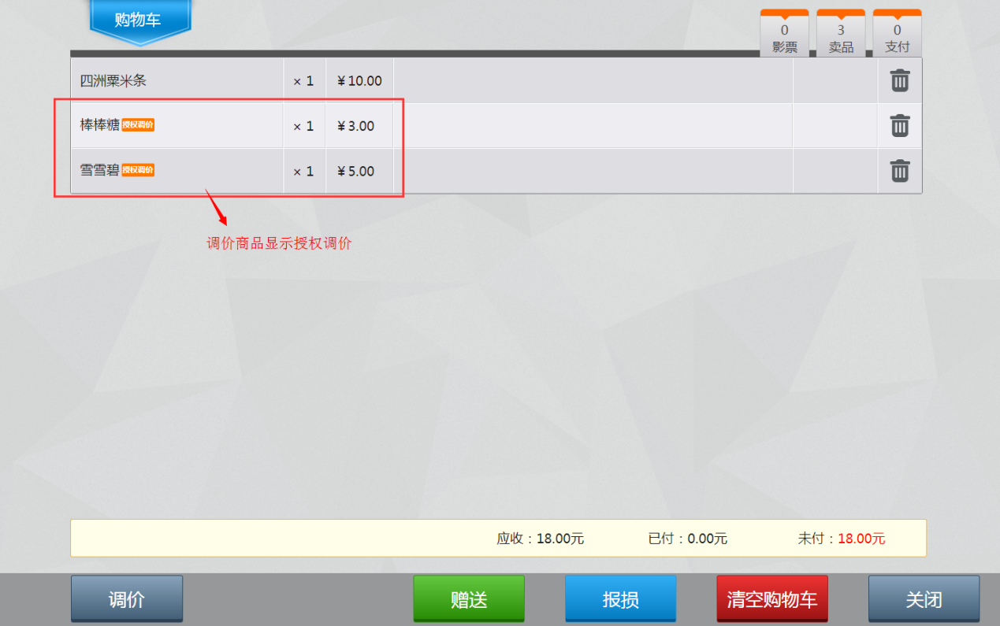 购物车
0 3 0
影票 卖品 支付
四洲栗米条 × 1 ¥10.00
棒棒糖 授权调价 × 1 ¥3.00
雪雪碧 授权调价 × 1 ¥5.00
调价商品显示授权调价
应收：18.00元 已付：0.00元 未付：18.00元
调价 赠送 报损 清空购物车 关闭